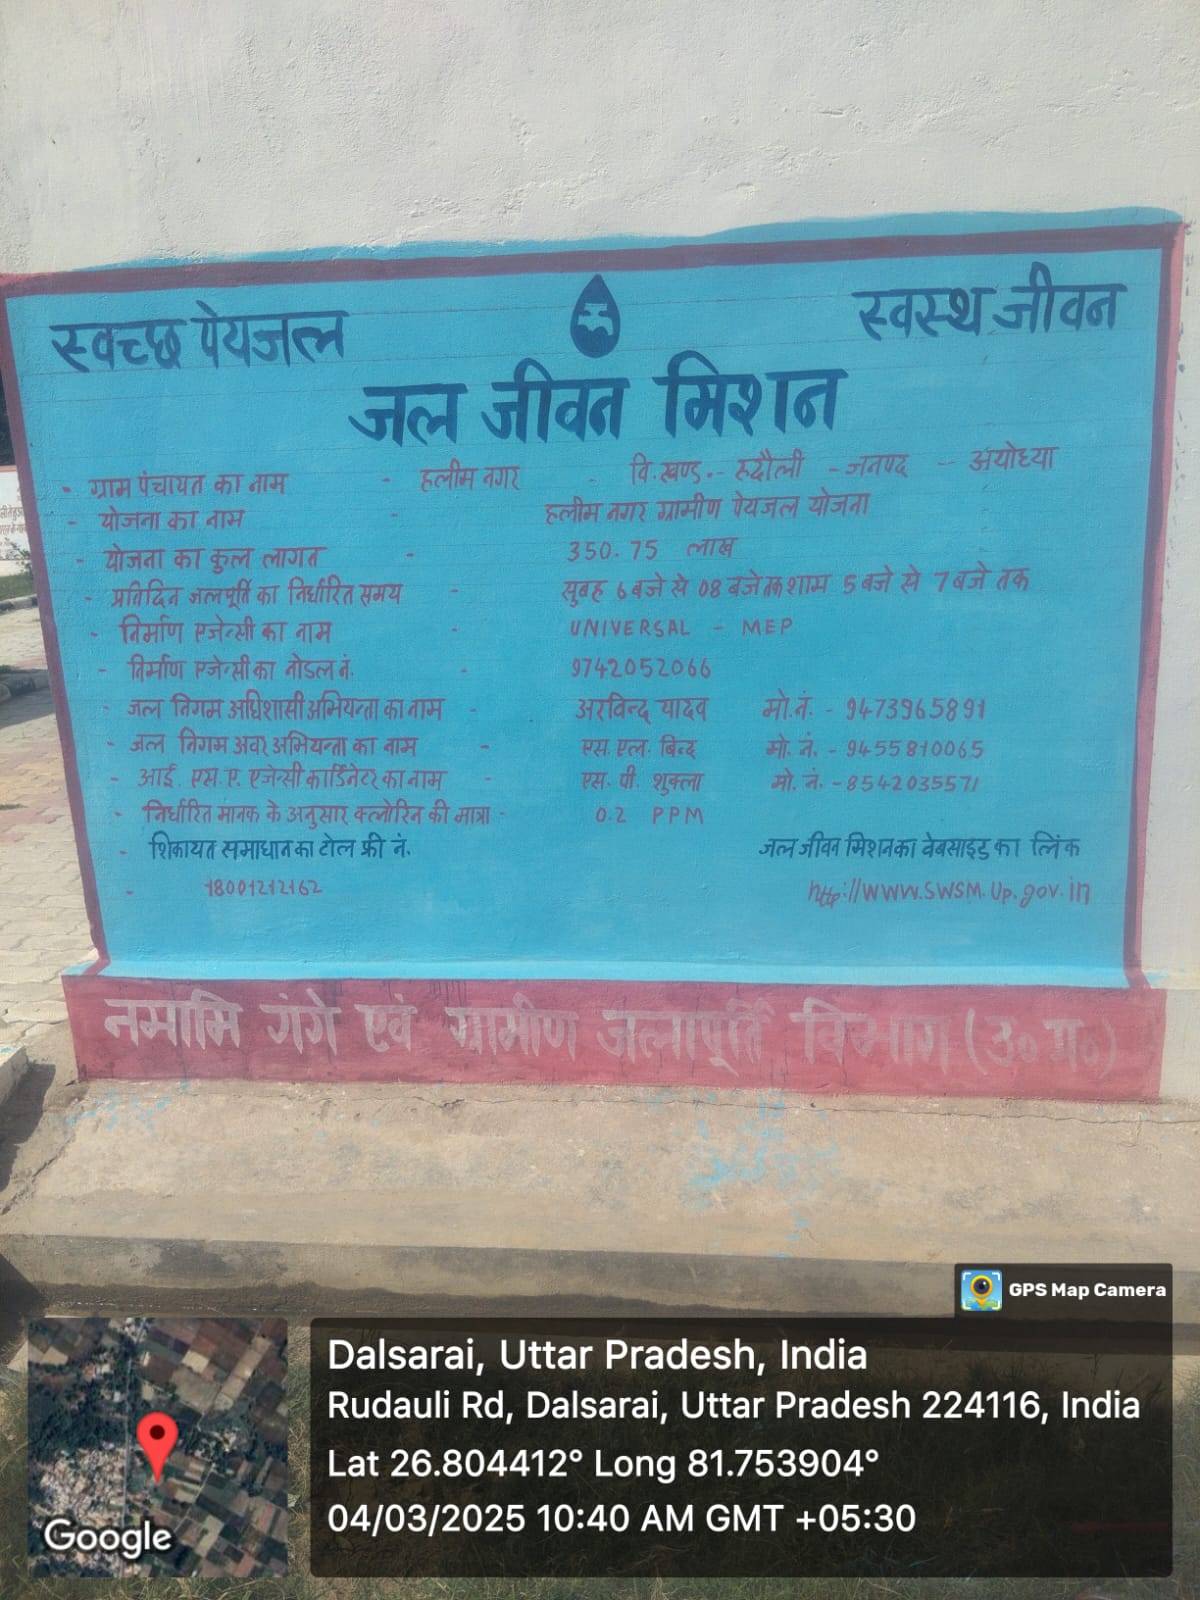 स्वच्छ पेयजल
स्वस्थ जीवन
जल जीवन मिशन
- ग्राम पंचायत का नाम - हलीम नगर - वि.खण्ड.- रूदौली - जनपद - अयोध्या
- योजना का नाम - हलीम नगर ग्रामीण पेयजल योजना
- योजना का कुल लागत - 350.75 लाख
- प्रतिदिन जलपूर्ति का निर्धारित समय - सुबह 6 बजे से 08 बजे तक शाम 5 बजे से 7 बजे तक
- निर्माण एजेन्सी का नाम - UNIVERSAL - MEP
- निर्माण एजेन्सी का नोडल नं. - 9742052066
- जल निगम अधिशासी अभियन्ता का नाम - अरविन्द यादव मो.नं. - 9473965891
- जल निगम अवर अभियन्ता का नाम - एस.एल. बिन्द मो. नं. - 9455810065
- आई. एस.ए. एजेन्सी कार्डिनेटर का नाम - एस. पी. शुक्ला मो. नं. - 8542035571
- निर्धारित मानक के अनुसार क्लोरिन की मात्रा - 0.2 PPM
- शिकायत समाधान का टोल फ्री नं. जल जीवन मिशन का वेबसाइड का लिंक
- 18001212162 http://www.swsm.up.gov.in
नमामि गंगे एवं ग्रामीण जलापूर्ति विभाग (उ० प्र०)
GPS Map Camera
Dalsarai, Uttar Pradesh, India
Rudauli Rd, Dalsarai, Uttar Pradesh 224116, India
Lat 26.804412° Long 81.753904°
04/03/2025 10:40 AM GMT +05:30
Google